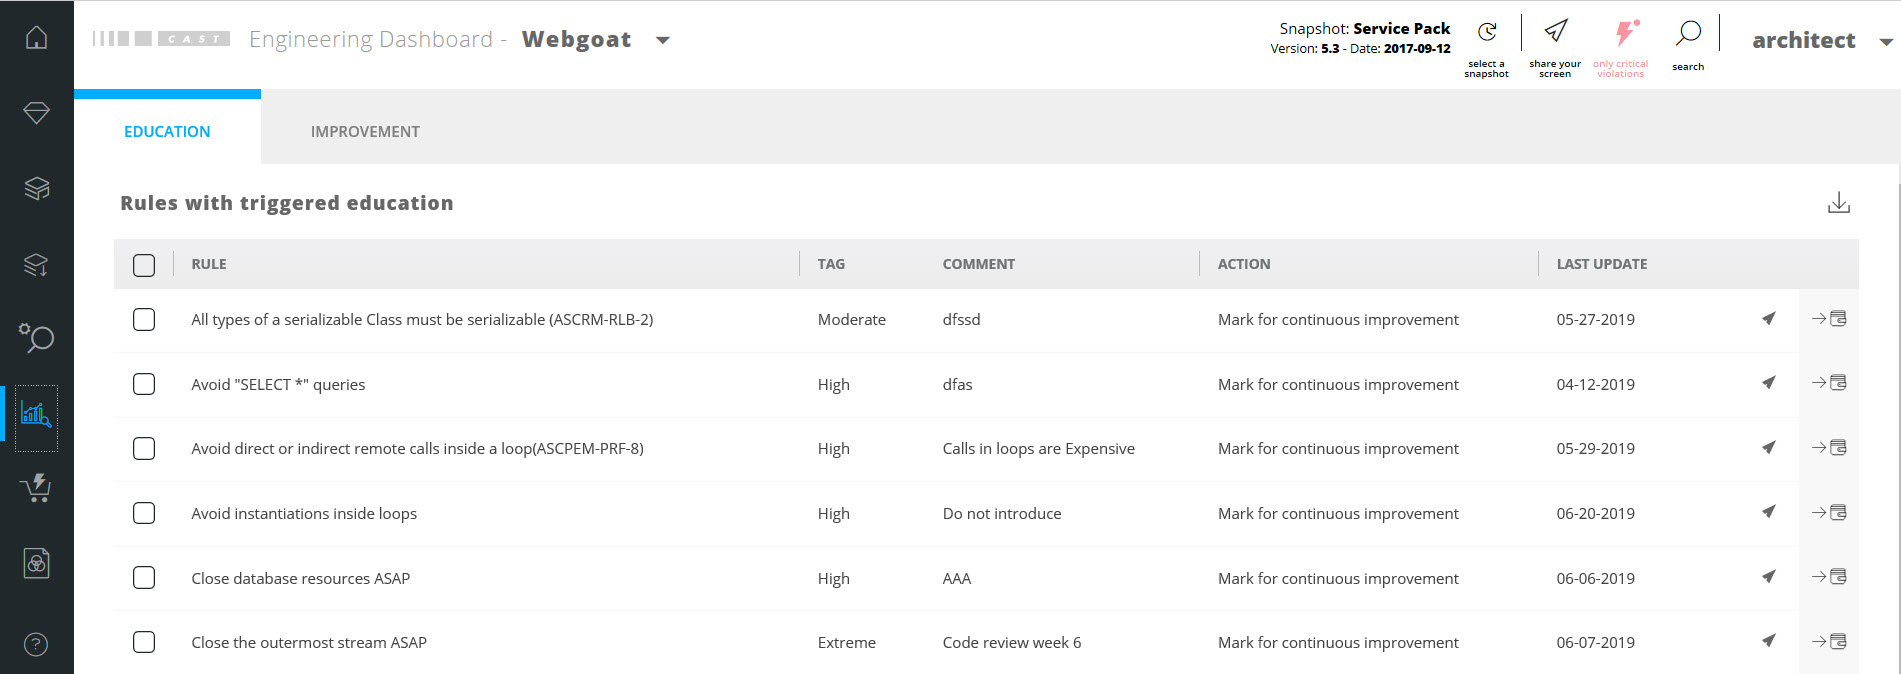 CAST Engineering Dashboard - Webgoat
Snapshot: Service Pack
Version: 5.3 - Date: 2017-09-12
select a
snapshot
share your
screen
only critical
violations
search
architect
EDUCATION IMPROVEMENT
Rules with triggered education
RULE TAG COMMENT ACTION LAST UPDATE
All types of a serializable Class must be serializable (ASCRM-RLB-2) Moderate dfssd Mark for continuous improvement 05-27-2019
Avoid "SELECT *" queries High dfas Mark for continuous improvement 04-12-2019
Avoid direct or indirect remote calls inside a loop(ASCPEM-PRF-8) High Calls in loops are Expensive Mark for continuous improvement 05-29-2019
Avoid instantiations inside loops High Do not introduce Mark for continuous improvement 06-20-2019
Close database resources ASAP High AAA Mark for continuous improvement 06-06-2019
Close the outermost stream ASAP Extreme Code review week 6 Mark for continuous improvement 06-07-2019
?